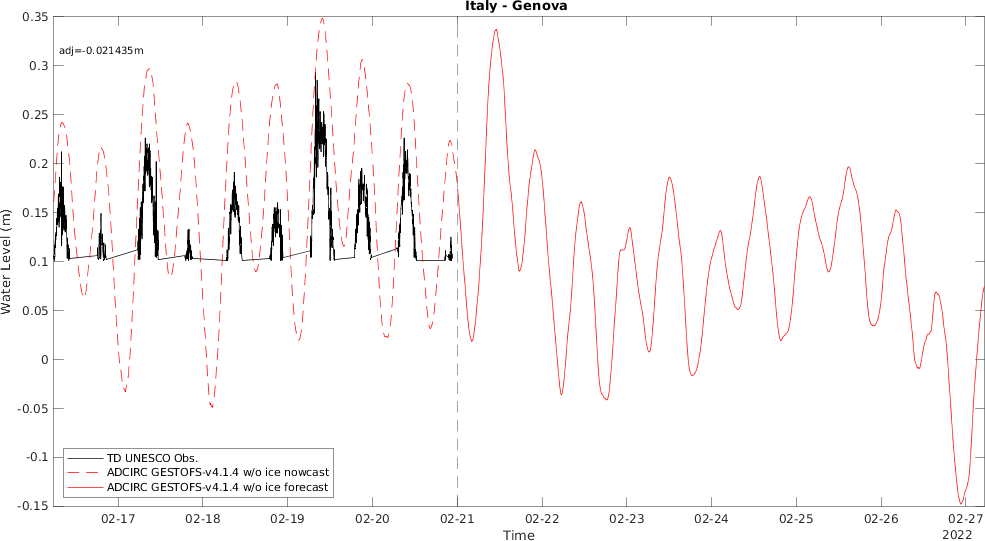 Italy - Genova
adj=-0.021435m
0.35
0.3
0.25
0.2
0.15
0.1
0.05
0
-0.05
-0.1
-0.15
Water Level (m)
TD UNESCO Obs.
ADCIRC GESTOFS-v4.1.4 w/o ice nowcast
ADCIRC GESTOFS-v4.1.4 w/o ice forecast
02-17 02-18 02-19 02-20 02-21 02-22 02-23 02-24 02-25 02-26 02-27
Time
2022